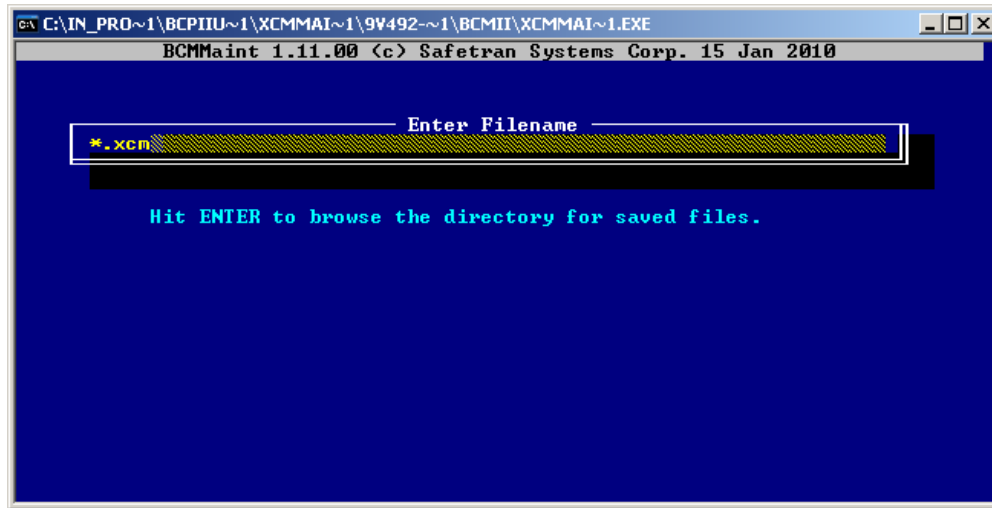 C:\IN_PRO~1\BCPIIU~1\XCMMAI~1\9V492-~1\BCMII\XCMMAI~1.EXE
BCMMaint 1.11.00 (c) Safetran Systems Corp. 15 Jan 2010
Enter Filename
*.xcm
Hit ENTER to browse the directory for saved files.